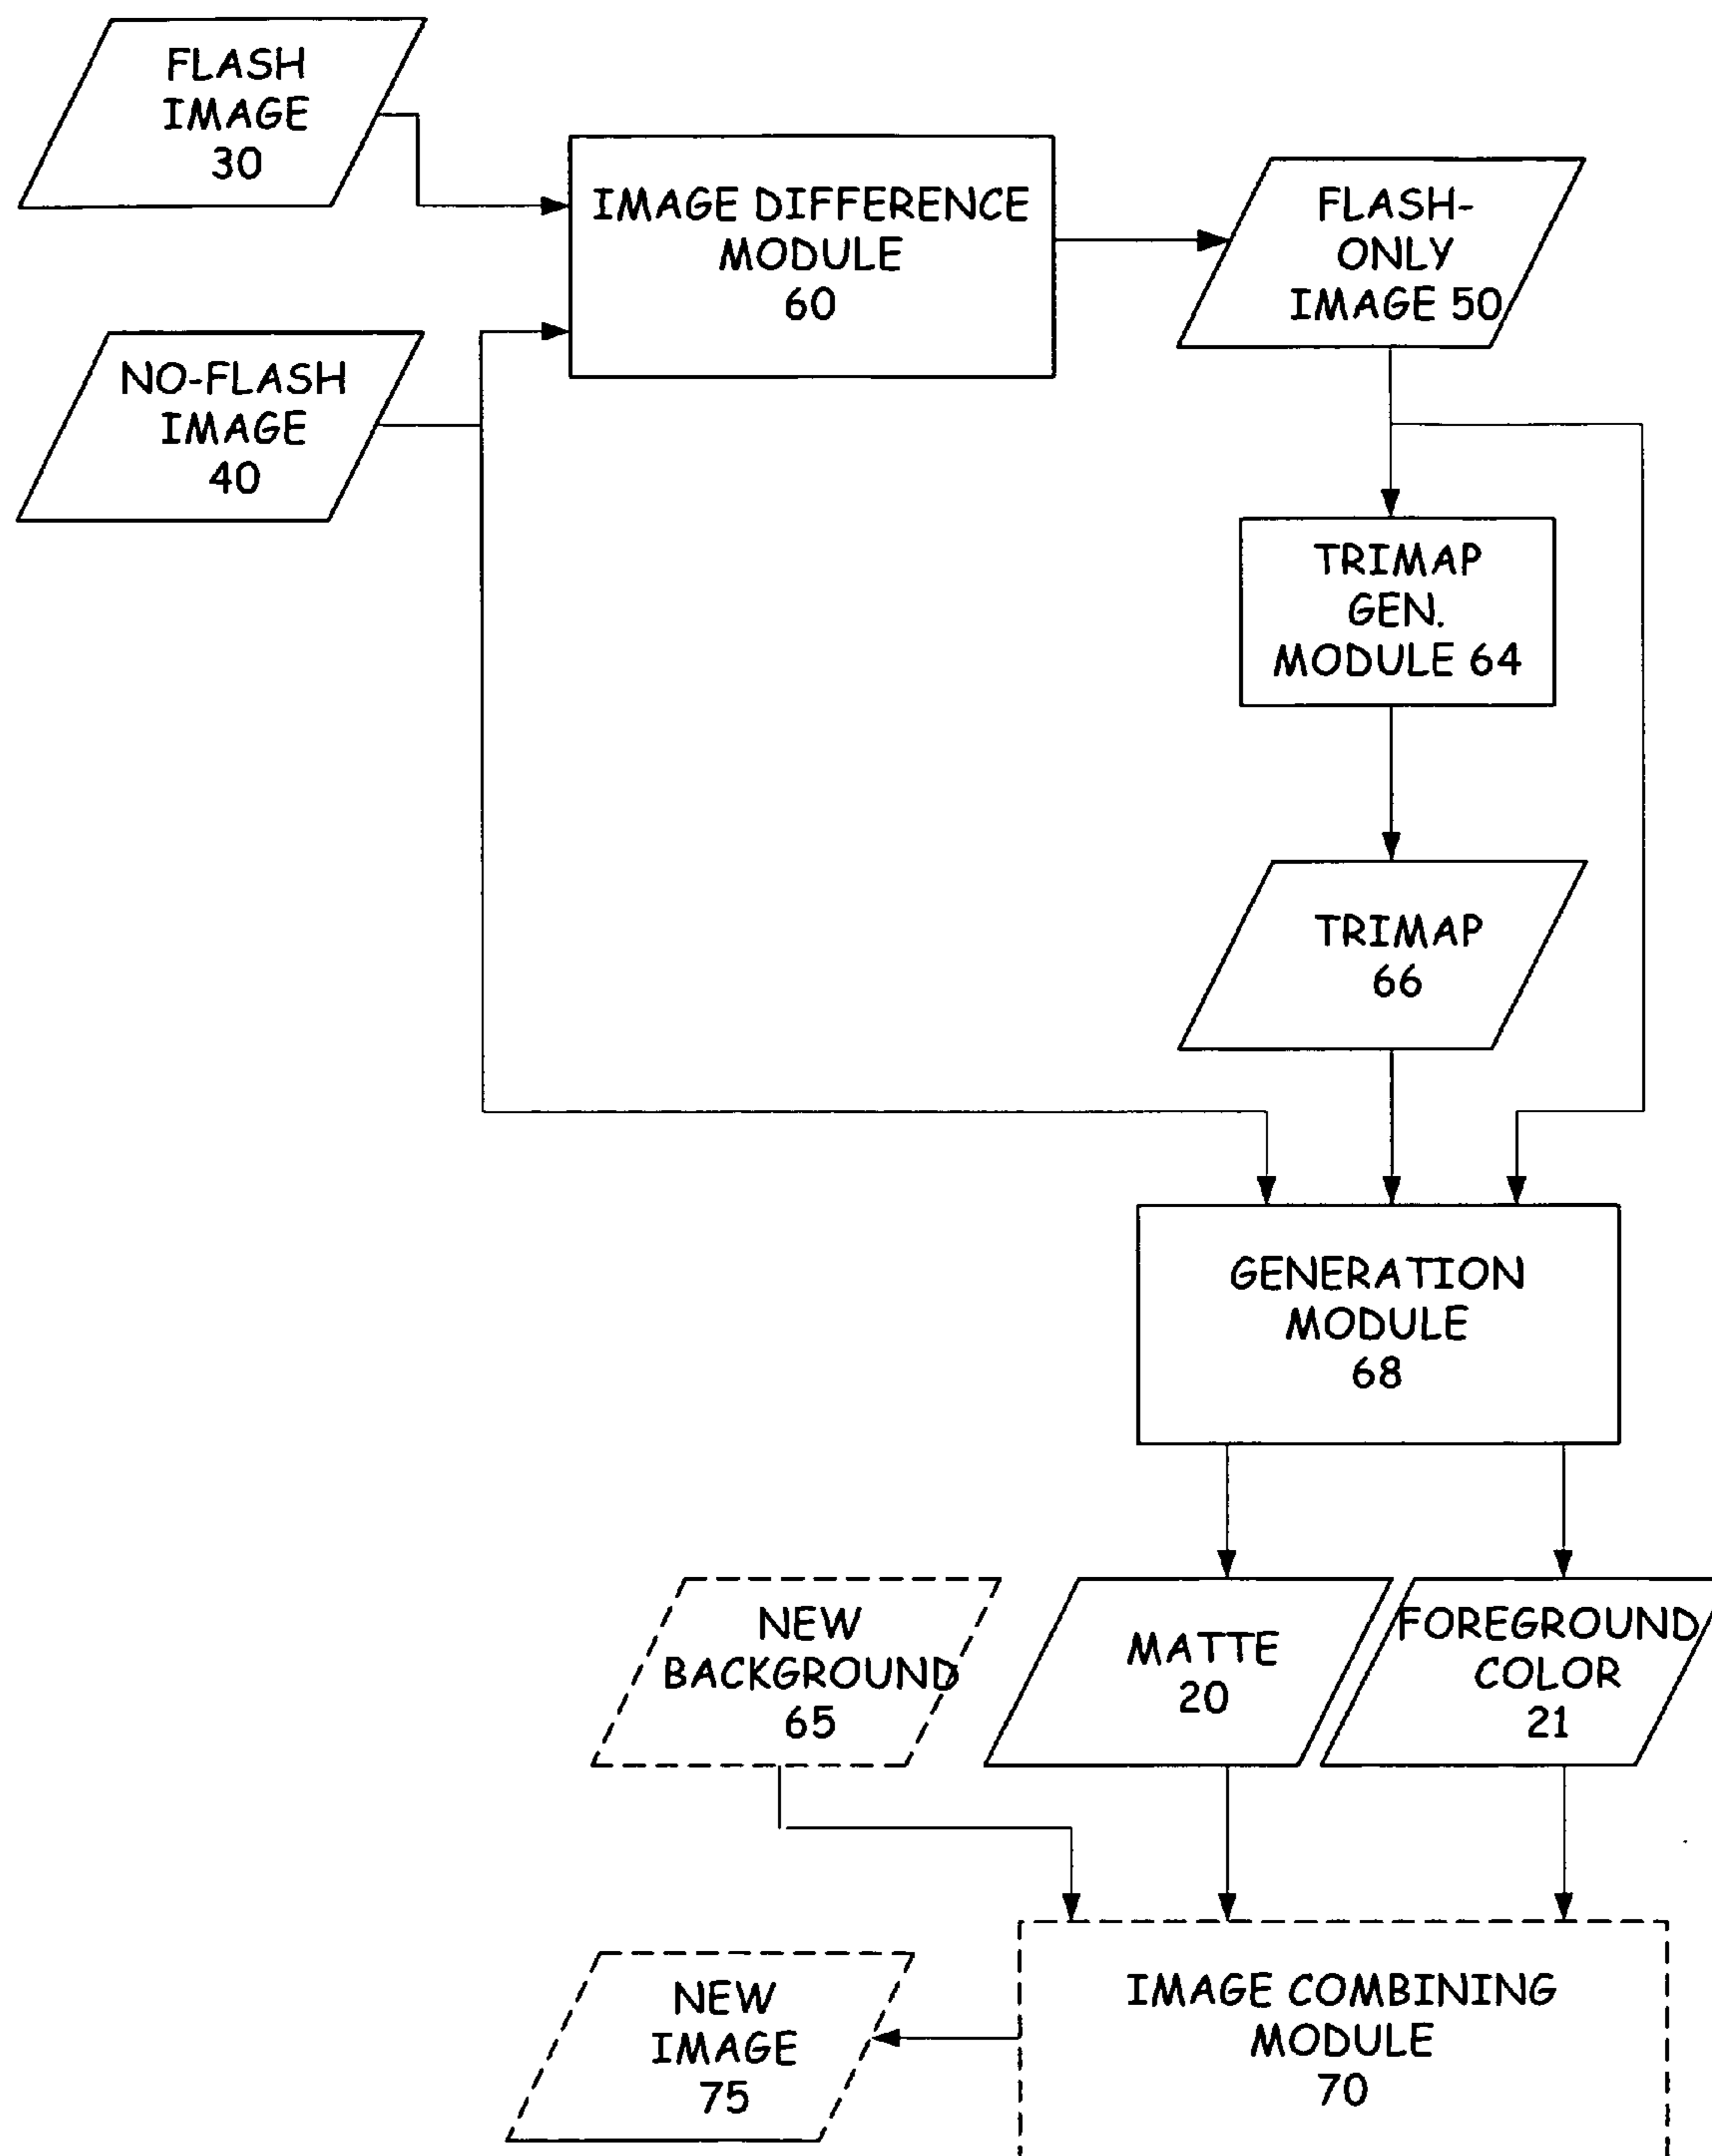 FLASH
IMAGE
30
IMAGE DIFFERENCE
MODULE
60
FLASH-
ONLY
IMAGE 50
NO-FLASH
IMAGE
40
TRIMAP
GEN.
MODULE 64
TRIMAP
66
GENERATION
MODULE
68
NEW
BACKGROUND
65
MATTE
20
FOREGROUND
COLOR
21
NEW
IMAGE
75
IMAGE COMBINING
MODULE
70